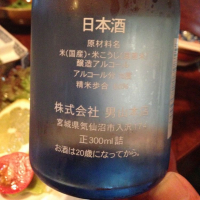 日本酒
原材料名
米(国産)・米こうじ
醸造アルコール
アルコール分
精米歩合
株式会社 男
宮城県気仙沼市入
正300ml詰
お酒は20歳になってから。